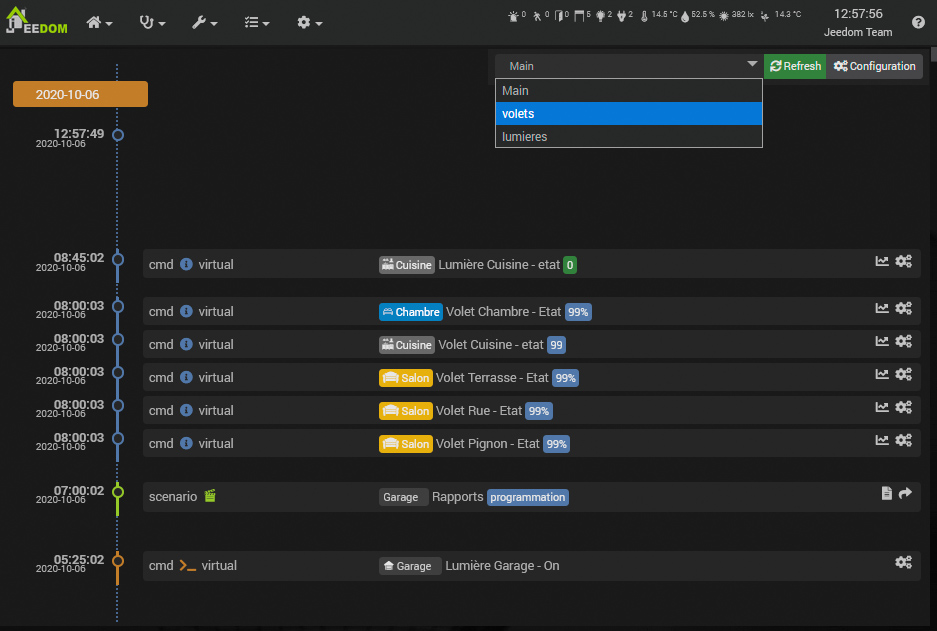 JEEDOM
0 0 0 5 2 2 14.5 °C 52.5 % 382 lx 14.3 °C
12:57:56
Jeedom Team
Main Refresh Configuration
Main
volets
lumieres
2020-10-06
12:57:49
2020-10-06
08:45:02
2020-10-06
cmd virtual Cuisine Lumière Cuisine - etat 0
08:00:03
2020-10-06
cmd virtual Chambre Volet Chambre - Etat 99%
08:00:03
2020-10-06
cmd virtual Cuisine Volet Cuisine - etat 99
08:00:03
2020-10-06
cmd virtual Salon Volet Terrasse - Etat 99%
08:00:03
2020-10-06
cmd virtual Salon Volet Rue - Etat 99%
08:00:03
2020-10-06
cmd virtual Salon Volet Pignon - Etat 99%
07:00:02
2020-10-06
scenario Garage Rapports programmation
05:25:02
2020-10-06
cmd virtual Garage Lumière Garage - On